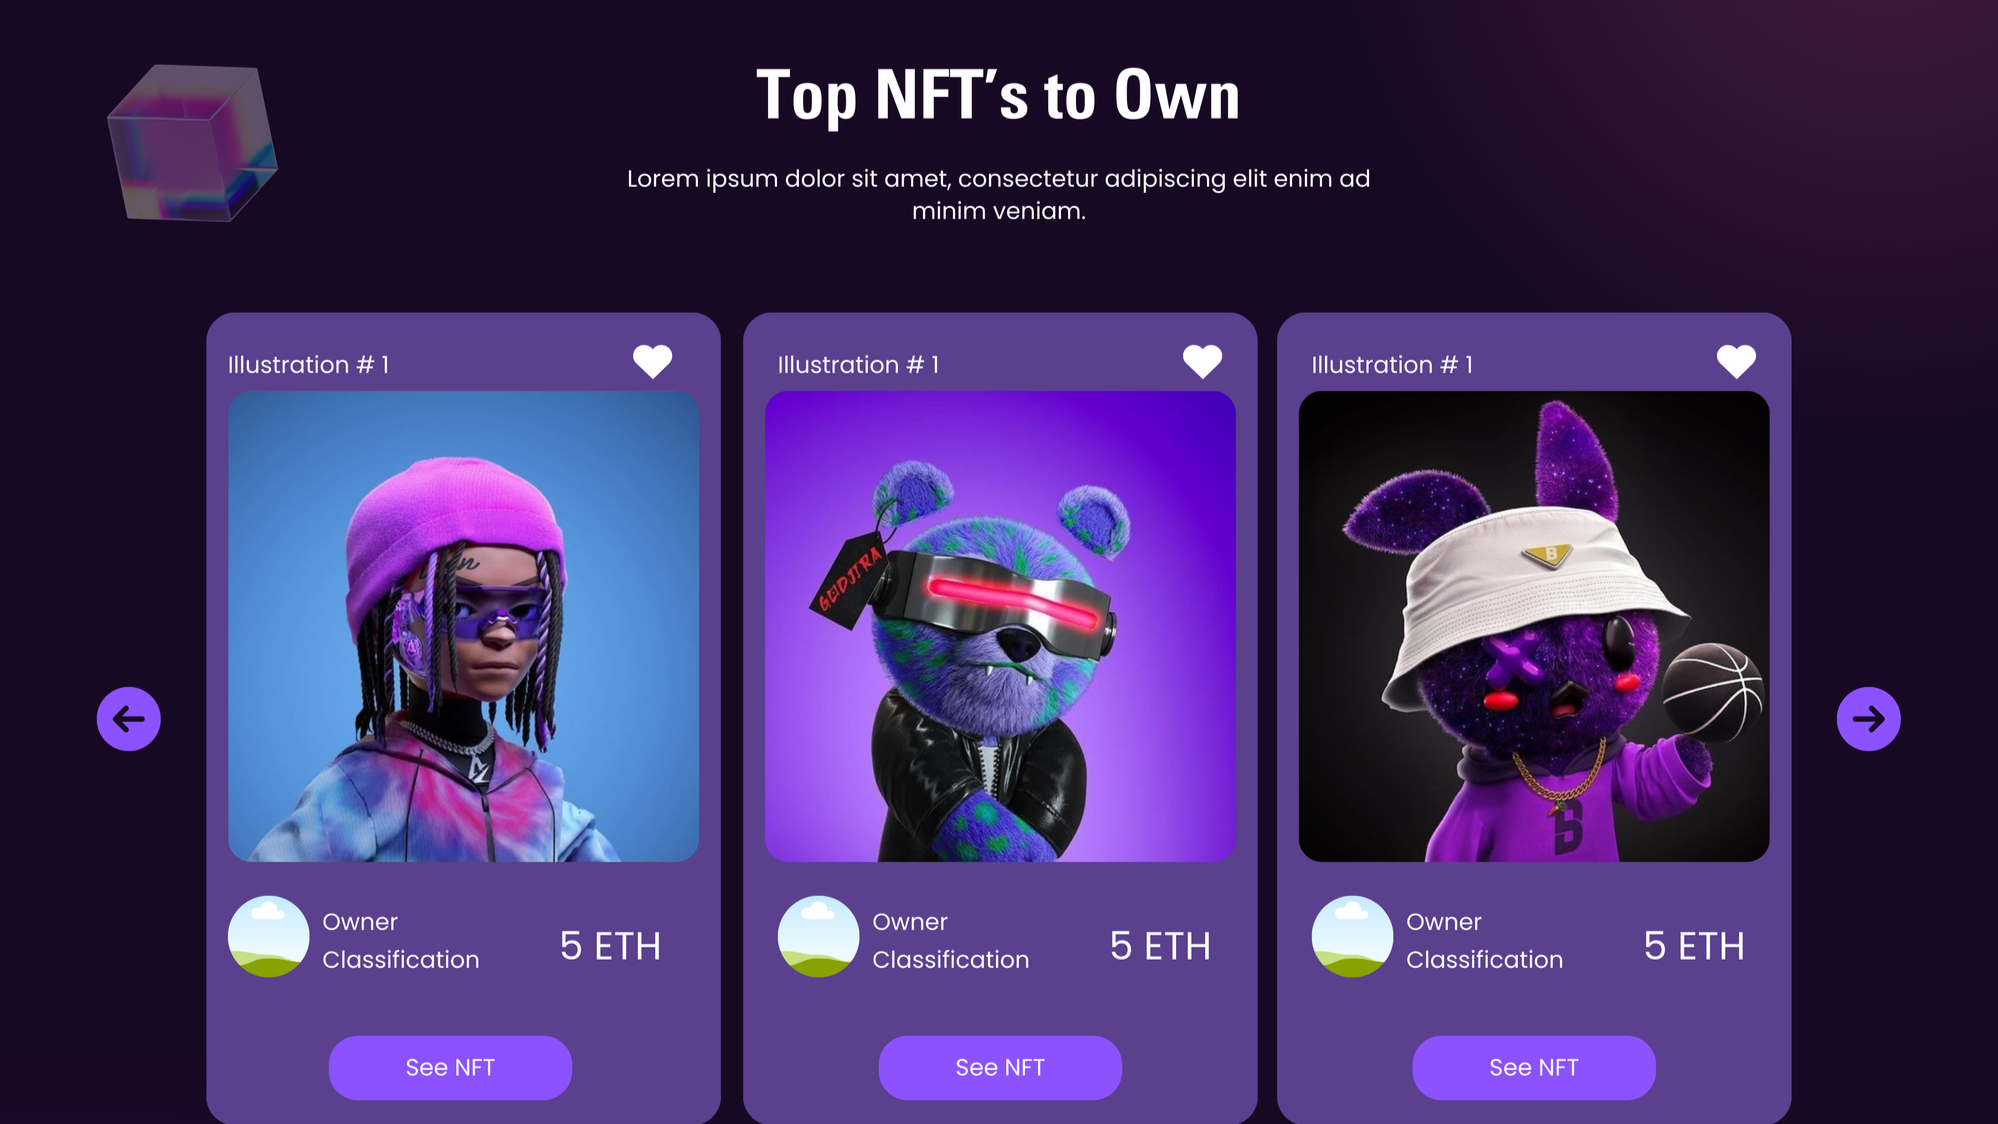 Top NFT’s to Own
Lorem ipsum dolor sit amet, consectetur adipiscing elit enim ad
minim veniam.
Illustration # 1
Illustration # 1
Illustration # 1
GODJIRA
B
B
Owner
Classification
5 ETH
Owner
Classification
5 ETH
Owner
Classification
5 ETH
See NFT
See NFT
See NFT